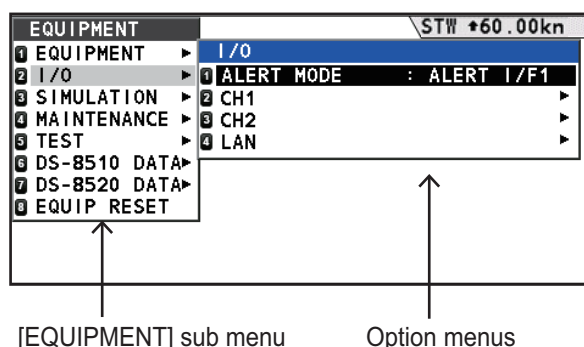 EQUIPMENT
STW ⬆60.00kn
1 EQUIPMENT ▶
2 I/O ▶
3 SIMULATION ▶
4 MAINTENANCE ▶
5 TEST ▶
6 DS-8510 DATA▶
7 DS-8520 DATA▶
8 EQUIP RESET
I/O
1 ALERT MODE : ALERT I/F1
2 CH1 ▶
3 CH2 ▶
4 LAN ▶
[EQUIPMENT] sub menu
Option menus